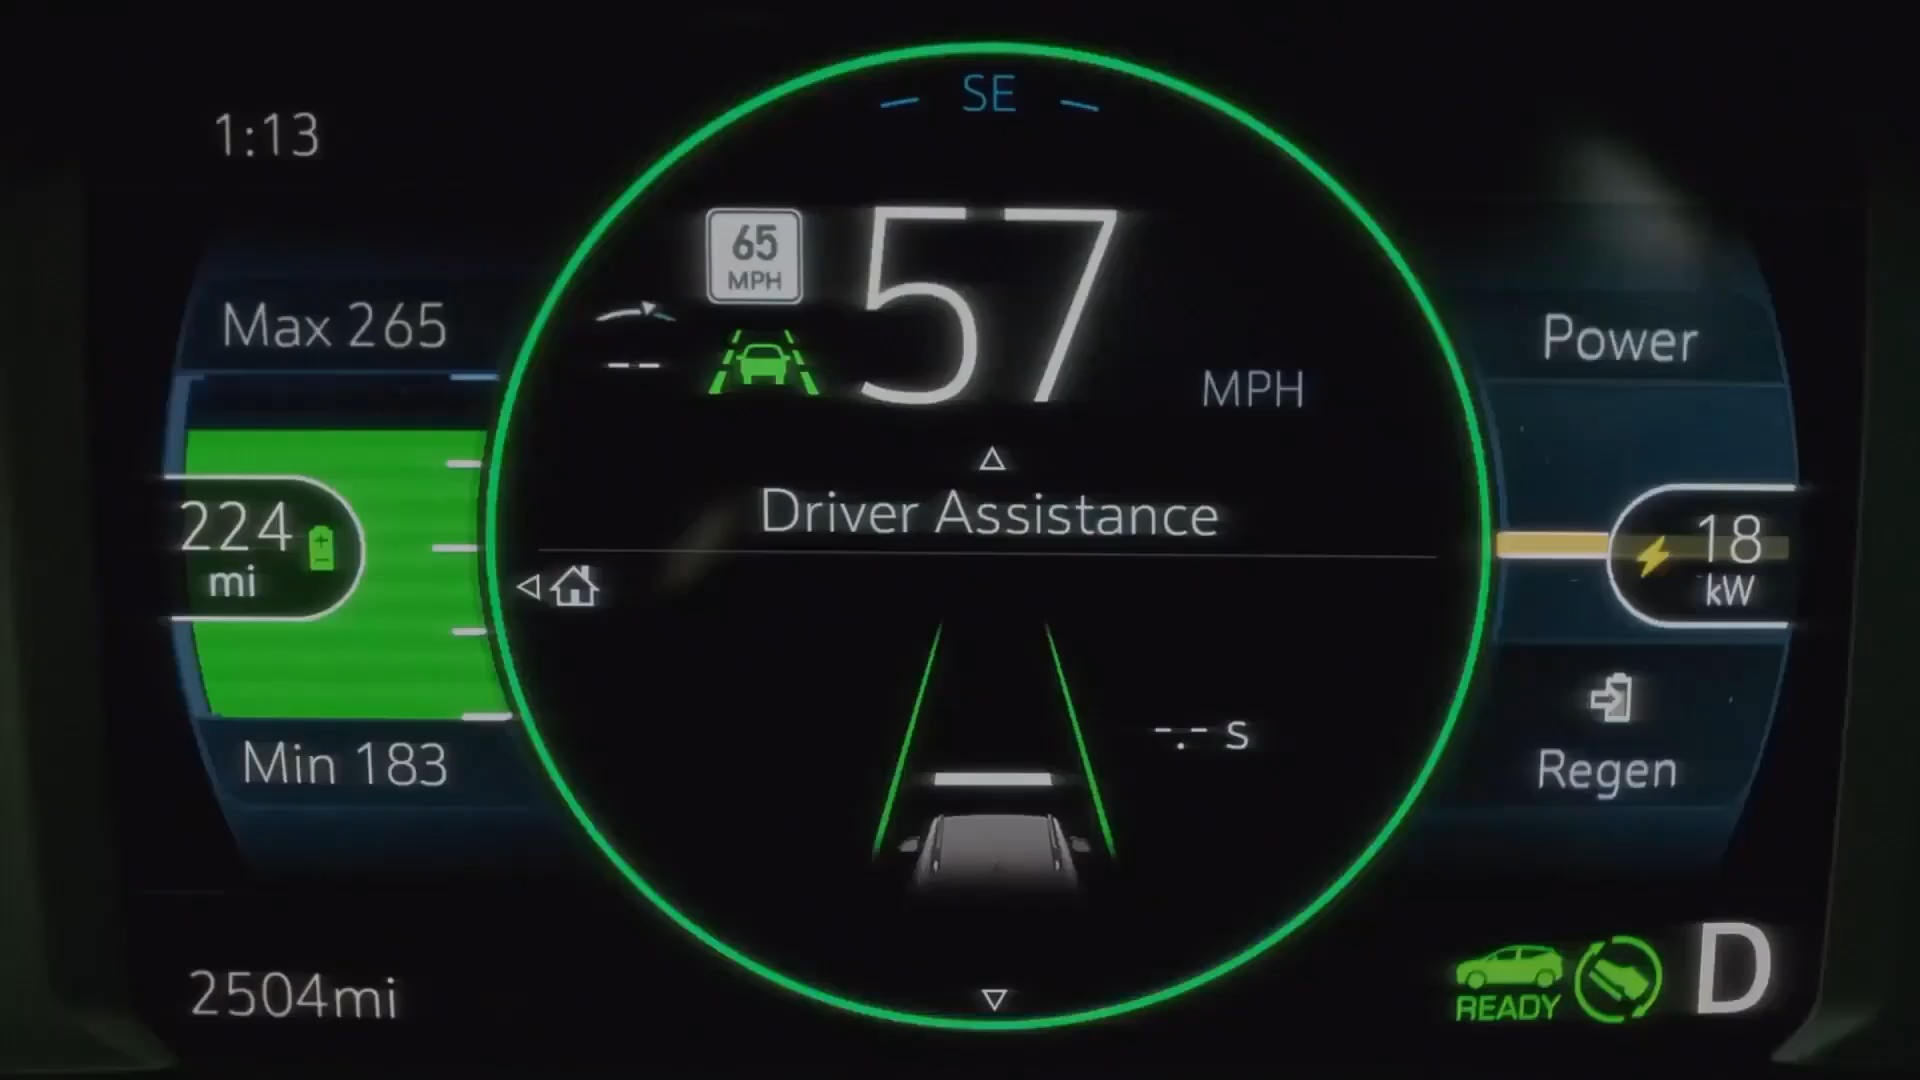 SE
1:13
65
MPH
57
MPH
Max 265
Power
--
Driver Assistance
224
mi
18
kW
-.- s
Min 183
Regen
2504mi
READY
D